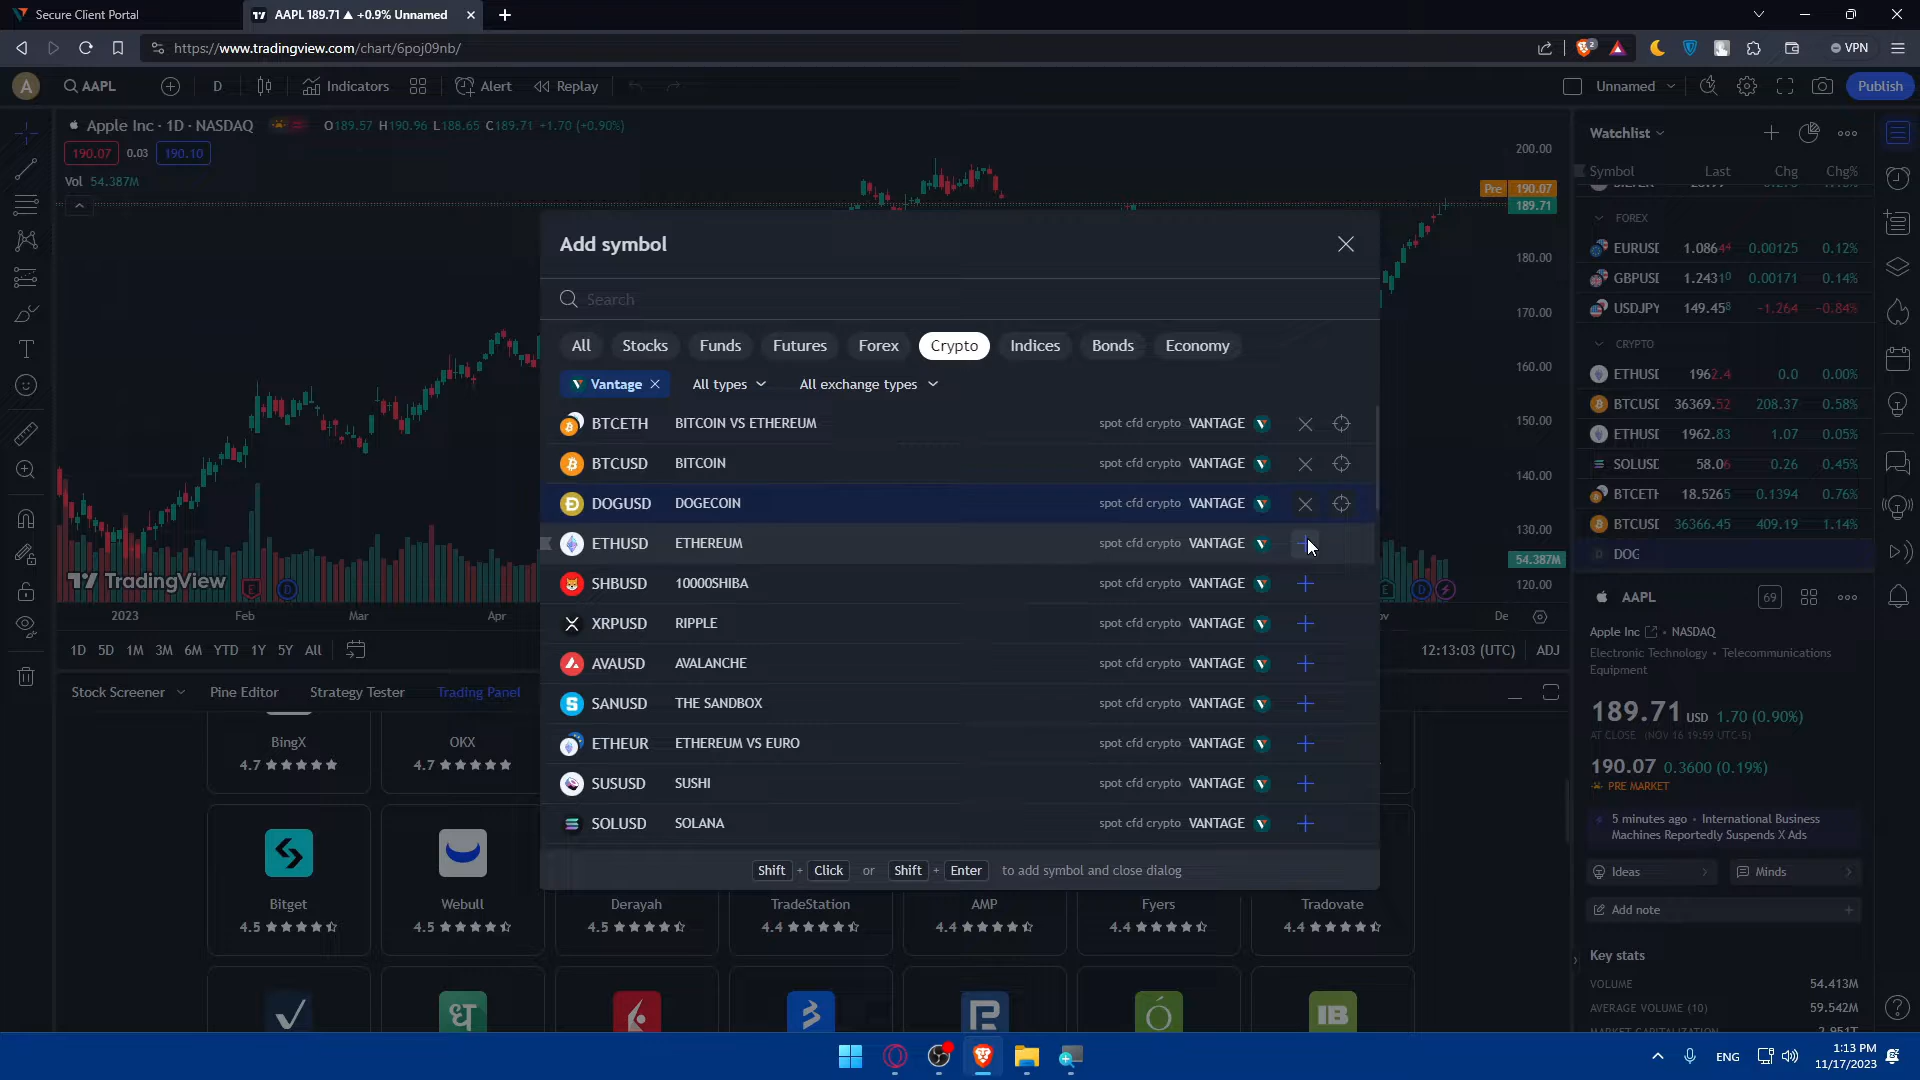 Secure Client Portal
AAPL 189.71 ▲ +0.9% Unnamed
https://www.tradingview.com/chart/6poj09nb/
2
VPN
A
AAPL
D
Indicators
Alert
Replay
Unnamed
Publish
Apple Inc · 1D · NASDAQ
O189.57 H190.96 L188.65 C189.71 +1.70 (+0.90%)
190.07
0.03
190.10
Vol 54.387M
200.00
Pre 190.07
189.71
180.00
170.00
160.00
150.00
140.00
130.00
54.387M
120.00
TradingView
E
D
E
D
2023
Feb
Mar
Apr
De
1D 5D 1M 3M 6M YTD 1Y 5Y All
12:13:03 (UTC)
ADJ
Stock Screener
Pine Editor
Strategy Tester
Trading Panel
BingX
4.7
OKX
4.7
Bitget
4.5
Webull
4.5
Derayah
4.5
TradeStation
4.4
AMP
4.4
Fyers
4.4
Tradovate
4.4
IB
Add symbol
Search
All
Stocks
Funds
Futures
Forex
Crypto
Indices
Bonds
Economy
Vantage
All types
All exchange types
BTCETH BITCOIN VS ETHEREUM spot cfd crypto VANTAGE
BTCUSD BITCOIN spot cfd crypto VANTAGE
DOGUSD DOGECOIN spot cfd crypto VANTAGE
ETHUSD ETHEREUM spot cfd crypto VANTAGE
SHBUSD 10000SHIBA spot cfd crypto VANTAGE
XRPUSD RIPPLE spot cfd crypto VANTAGE
AVAUSD AVALANCHE spot cfd crypto VANTAGE
SANUSD THE SANDBOX spot cfd crypto VANTAGE
ETHEUR ETHEREUM VS EURO spot cfd crypto VANTAGE
SUSUSD SUSHI spot cfd crypto VANTAGE
SOLUSD SOLANA spot cfd crypto VANTAGE
Shift + Click or Shift + Enter to add symbol and close dialog
Watchlist
Symbol Last Chg Chg%
FOREX
EURUSD 1.08644 0.00125 0.12%
GBPUSD 1.24310 0.00171 0.14%
USDJPY 149.458 -1.264 -0.84%
CRYPTO
ETHUSD 1962.4 0.0 0.00%
BTCUSD 36369.52 208.37 0.58%
ETHUSD 1962.83 1.07 0.05%
SOLUSD 58.06 0.26 0.45%
BTCETH 18.5265 0.1394 0.76%
BTCUSD 36366.45 409.19 1.14%
D DOG
AAPL
69
Apple Inc • NASDAQ
Electronic Technology • Telecommunications
Equipment
189.71 USD 1.70 (0.90%)
AT CLOSE (NOV 16 19:59 UTC-5)
190.07 0.3600 (0.19%)
PRE MARKET
5 minutes ago • International Business
Machines Reportedly Suspends X Ads
Ideas
Minds
Add note
Key stats
VOLUME 54.413M
AVERAGE VOLUME (10) 59.542M
MARKET CAPITALIZATION 2.951T
ENG
1:13 PM
11/17/2023